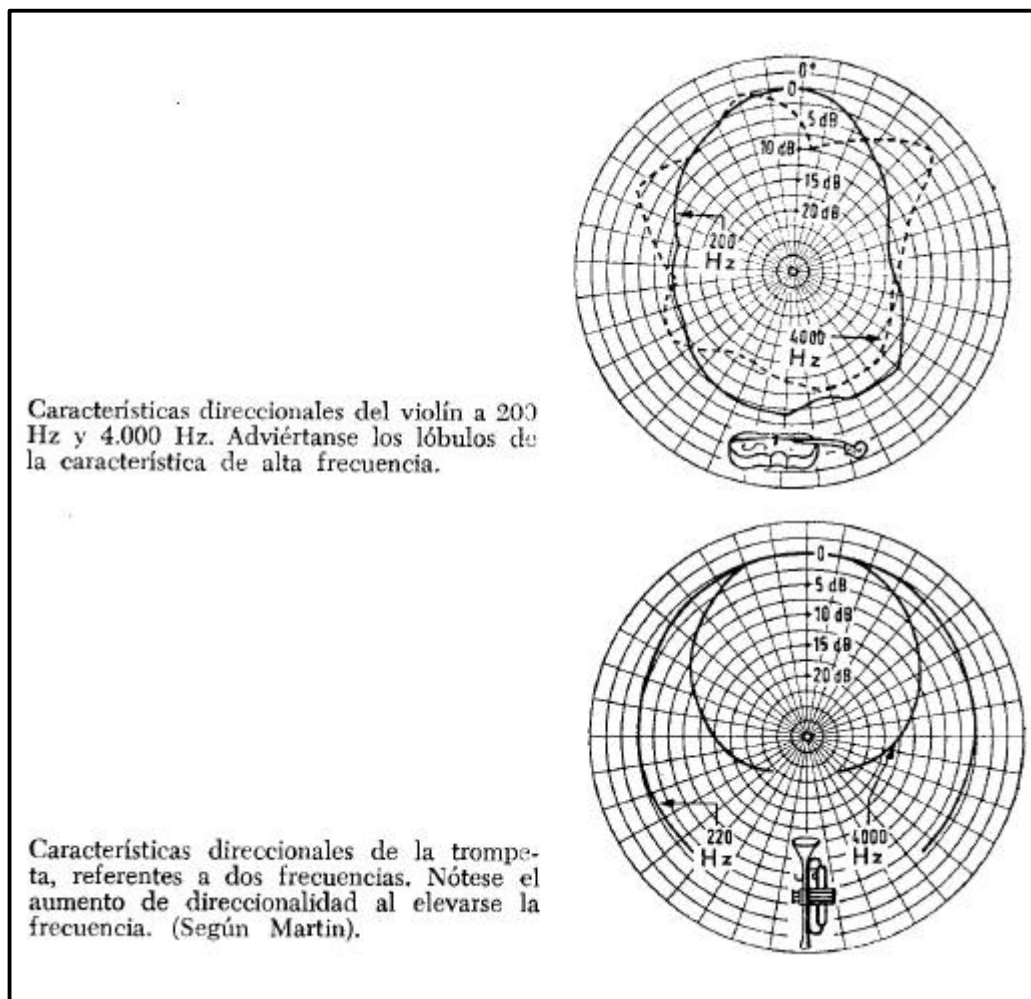 0°
0
5 dB
10 dB
15 dB
20 dB
200
Hz
4000
Hz
Características direccionales del violín a 200
Hz y 4.000 Hz. Adviértanse los lóbulos de
la característica de alta frecuencia.
0
5 dB
10 dB
15 dB
20 dB
220
Hz
4000
Hz
Características direccionales de la trompe-
ta, referentes a dos frecuencias. Nótese el
aumento de direccionalidad al elevarse la
frecuencia. (Según Martin).